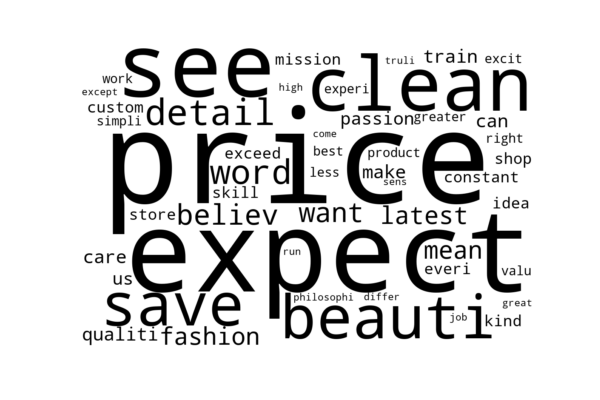 see
mission
truli
train
excit
work
except
high
experi
clean
custom
simpli
detail
passion
greater
can
price
come
right
exceed
best
product
shop
word
less
make
sens
constant
skill
idea
store
believ
want
latest
expect
care
run
mean
us
everi
valu
save
philosophi
differ
great
beauti
job
kind
qualiti
fashion